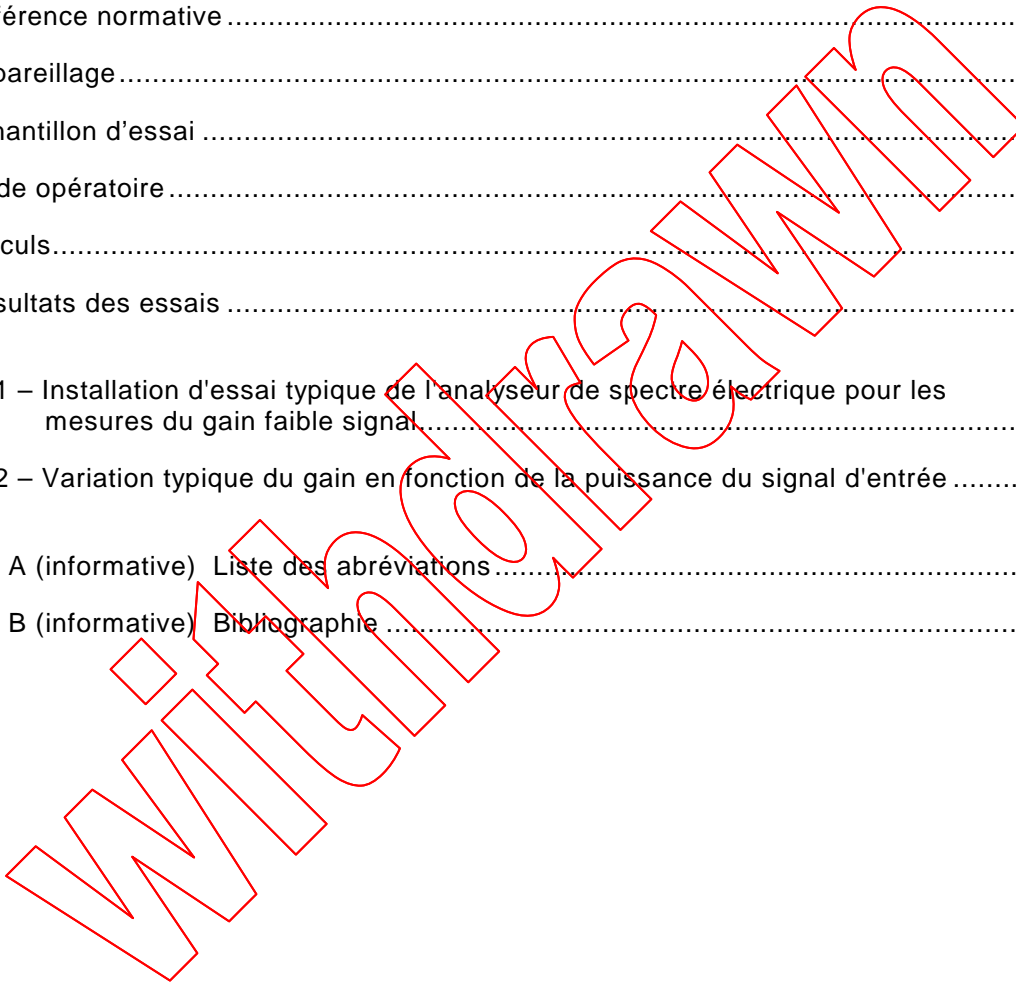 férence normative
pareillage
hantillon d'essai
de opératoire
culs
sultats des essais
1 – Installation d'essai typique de l'analyseur de spectre électrique pour les
mesures du gain faible signal
2 – Variation typique du gain en fonction de la puissance du signal d'entrée
A (informative) Liste des abréviations
B (informative) Bibliographie
withdrawn